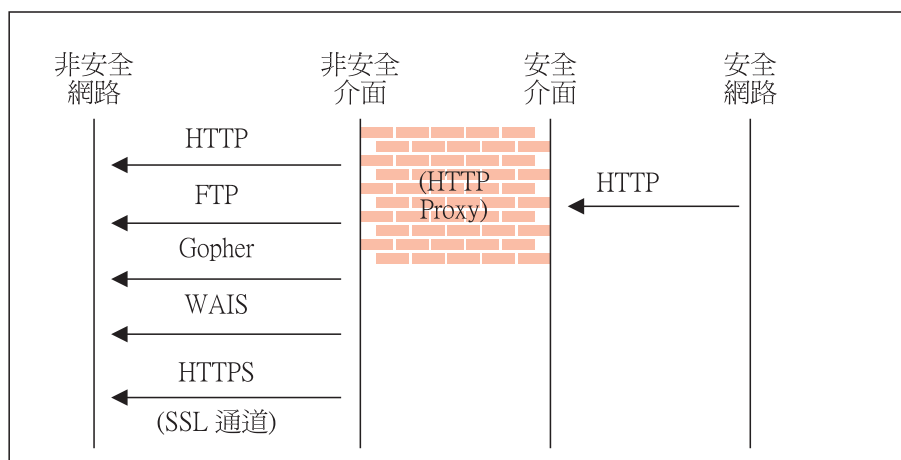 非安全
網路
非安全
介面
安全
介面
安全
網路
HTTP
FTP
Gopher
WAIS
HTTPS
(SSL 通道)
(HTTP
Proxy)
HTTP